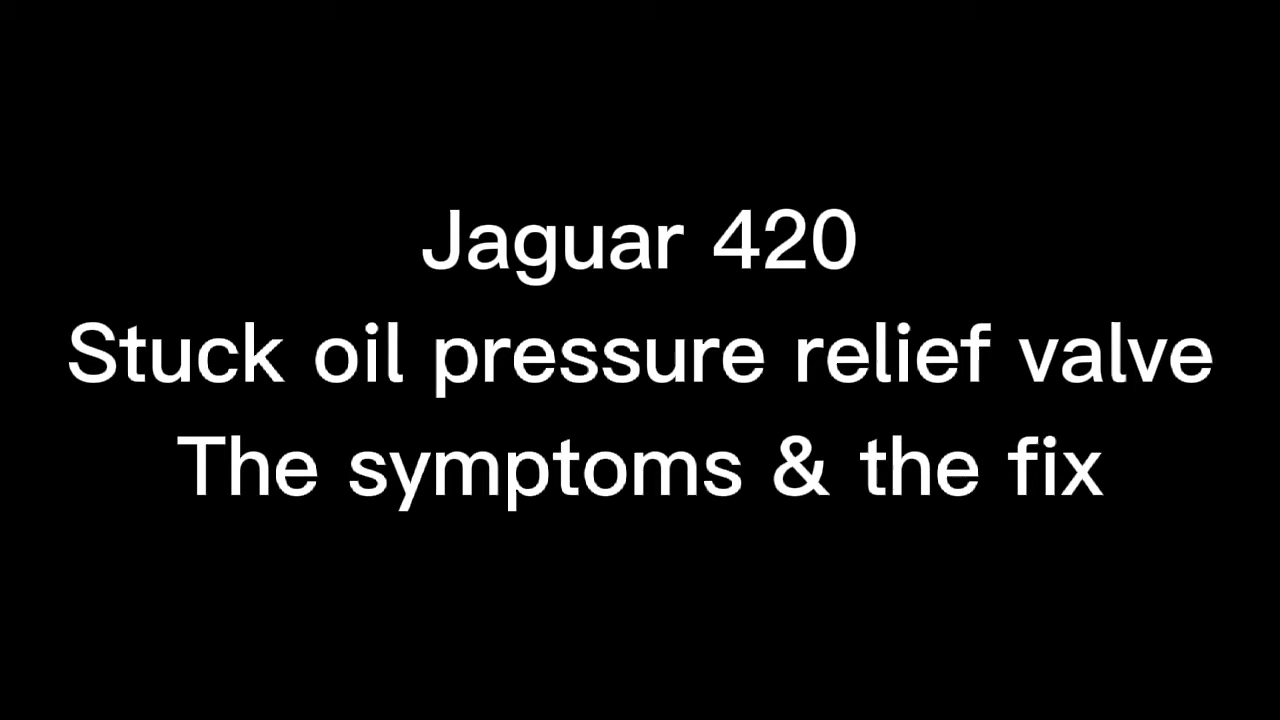 Jaguar 420
Stuck oil pressure relief valve
The symptoms & the fix